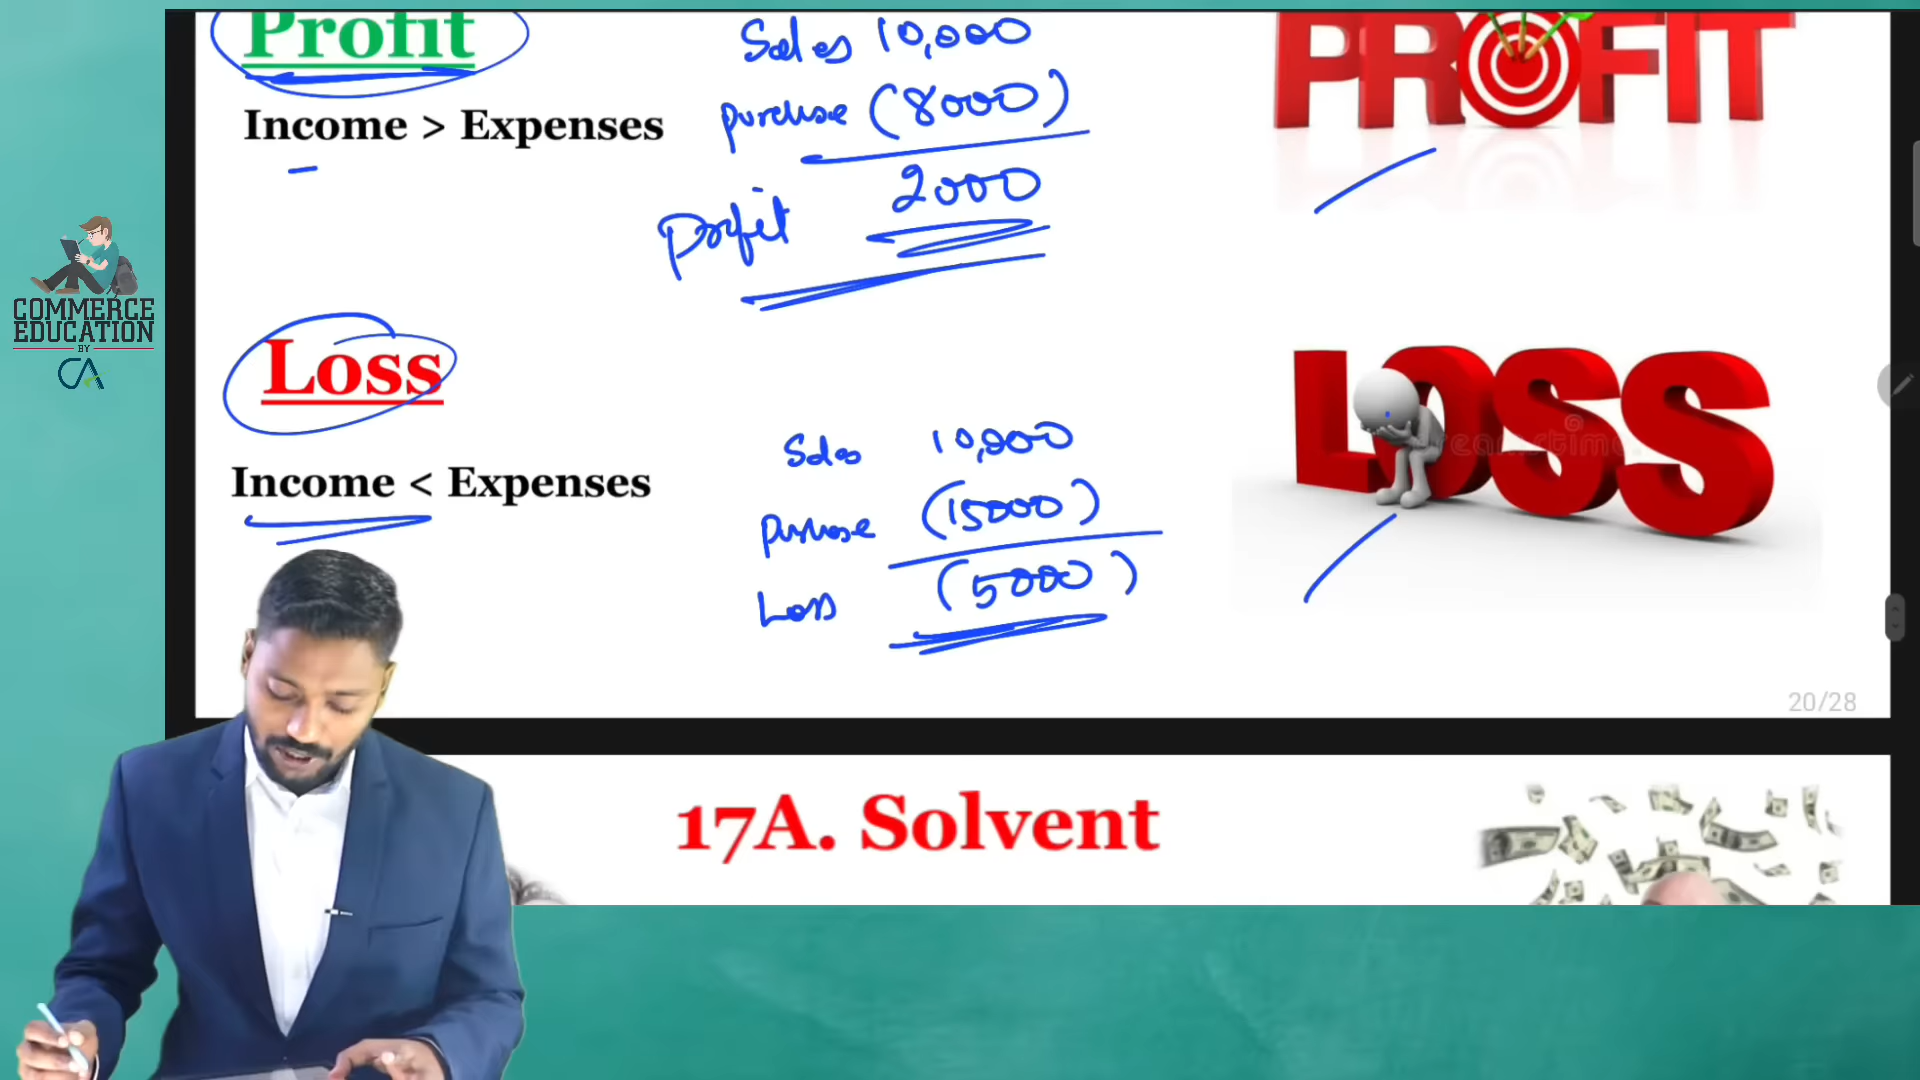 Profit
Income > Expenses
Sales 10,000
purchase (8000)
Profit 2000
PROFIT
COMMERCE
EDUCATION
BY
CA
Loss
Income < Expenses
Sales 10,000
purchase (15000)
Loss (5000)
LOSS
20/28
17A. Solvent